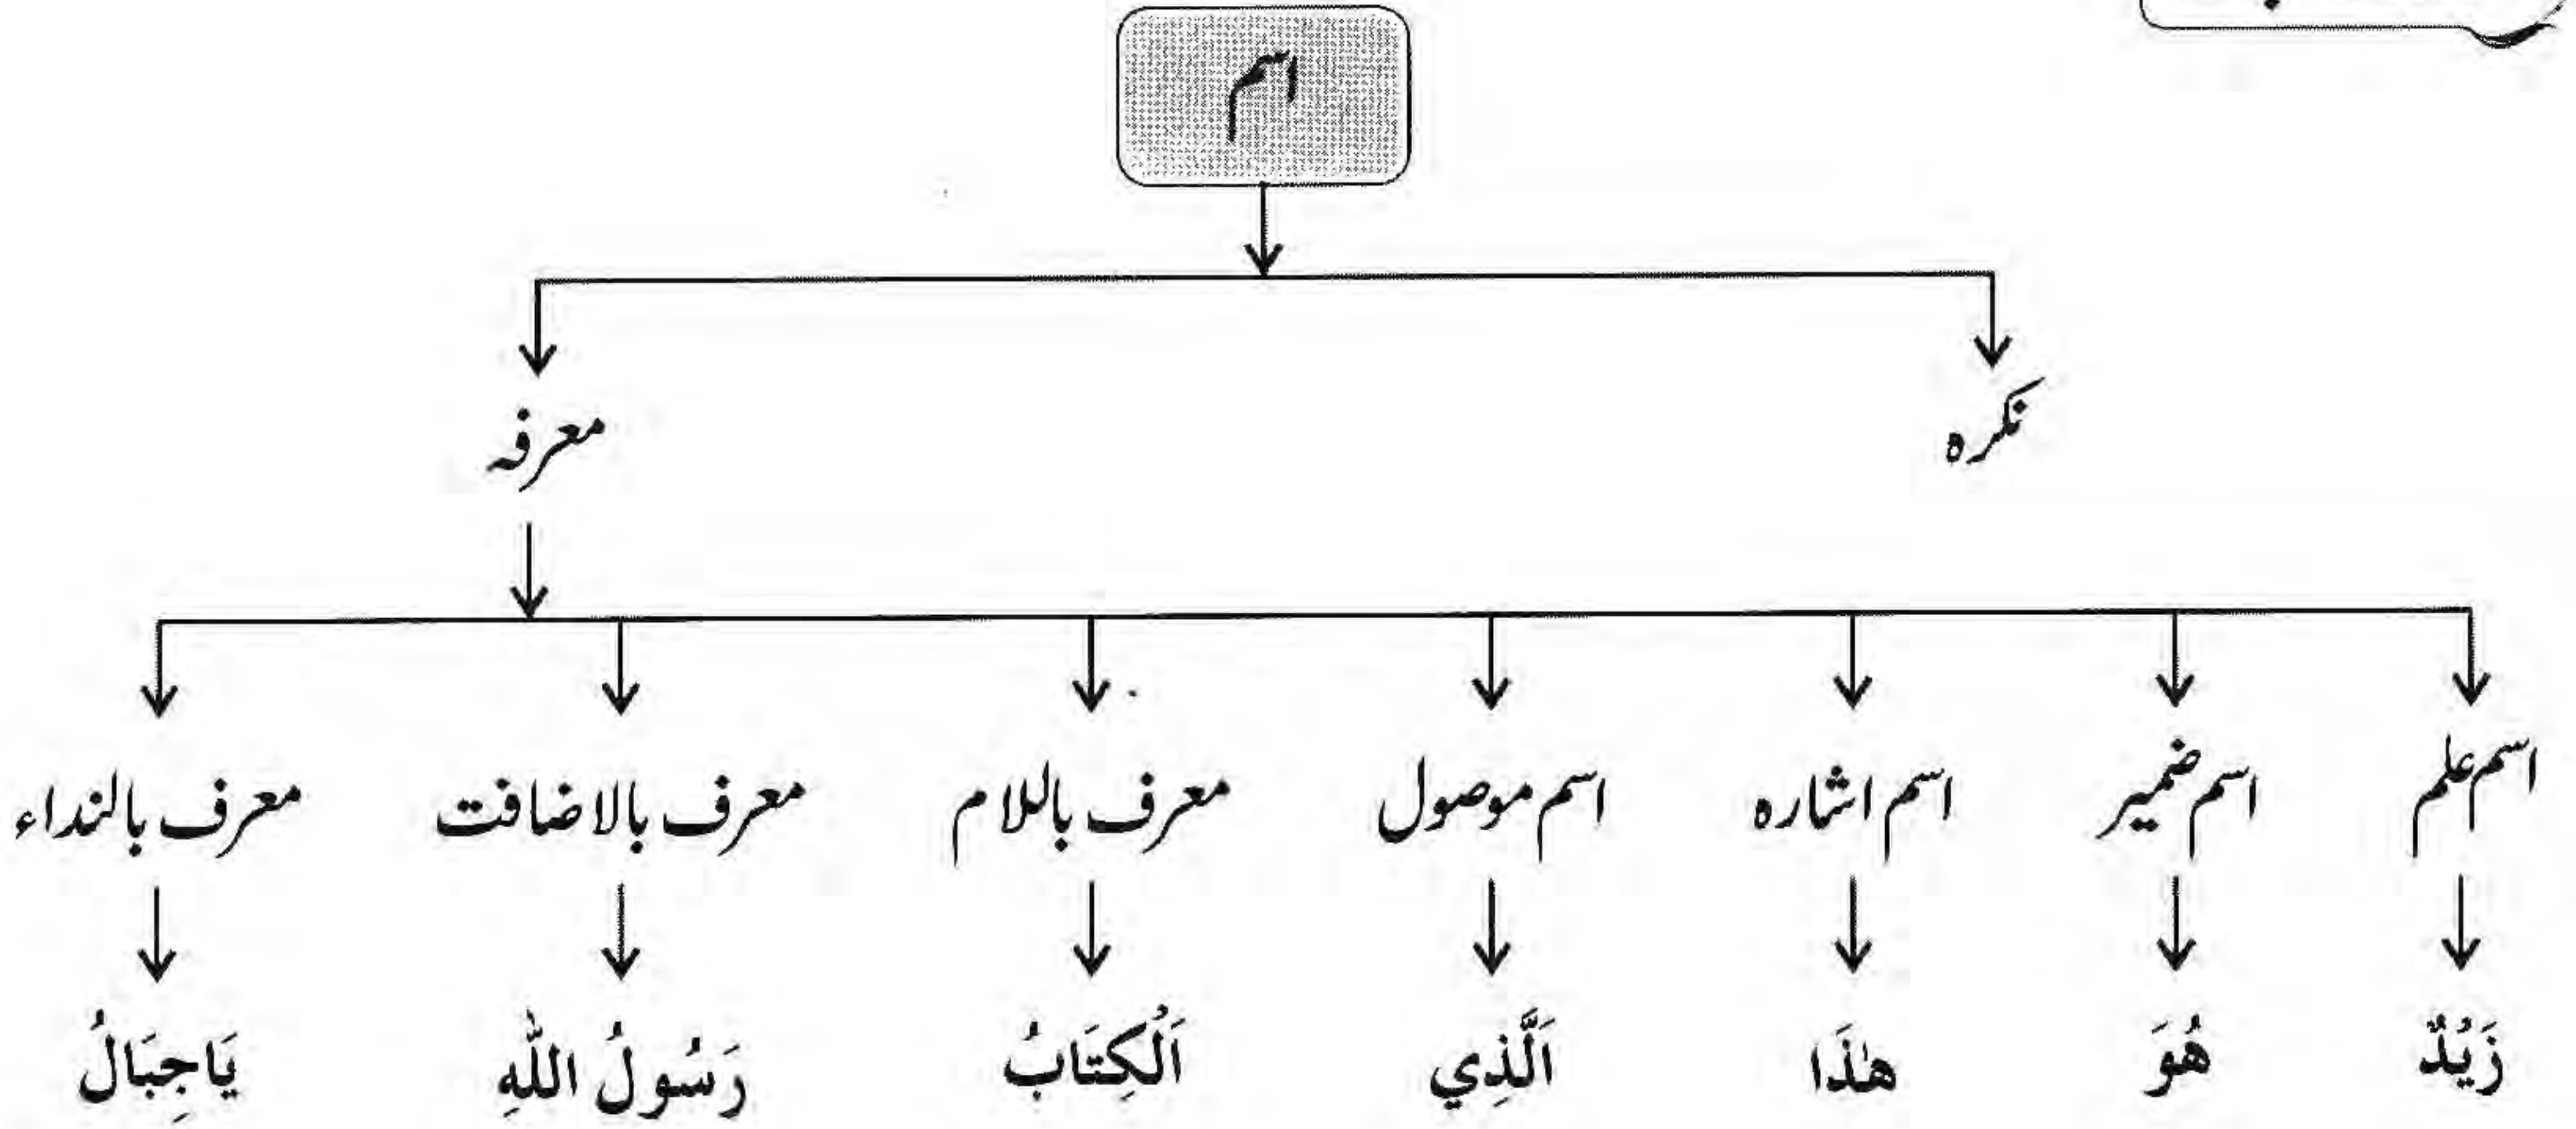 اسم
نکرہ معرفہ
اسم علم اسم ضمیر اسم اشارہ اسم موصول معرف باللام معرف بالاضافت معرف بالنداء
زَيْدٌ هُوَ هٰذَا اَلَّذِي اَلْكِتَابُ رَسُولُ اللّٰهِ يَاجِبَالُ